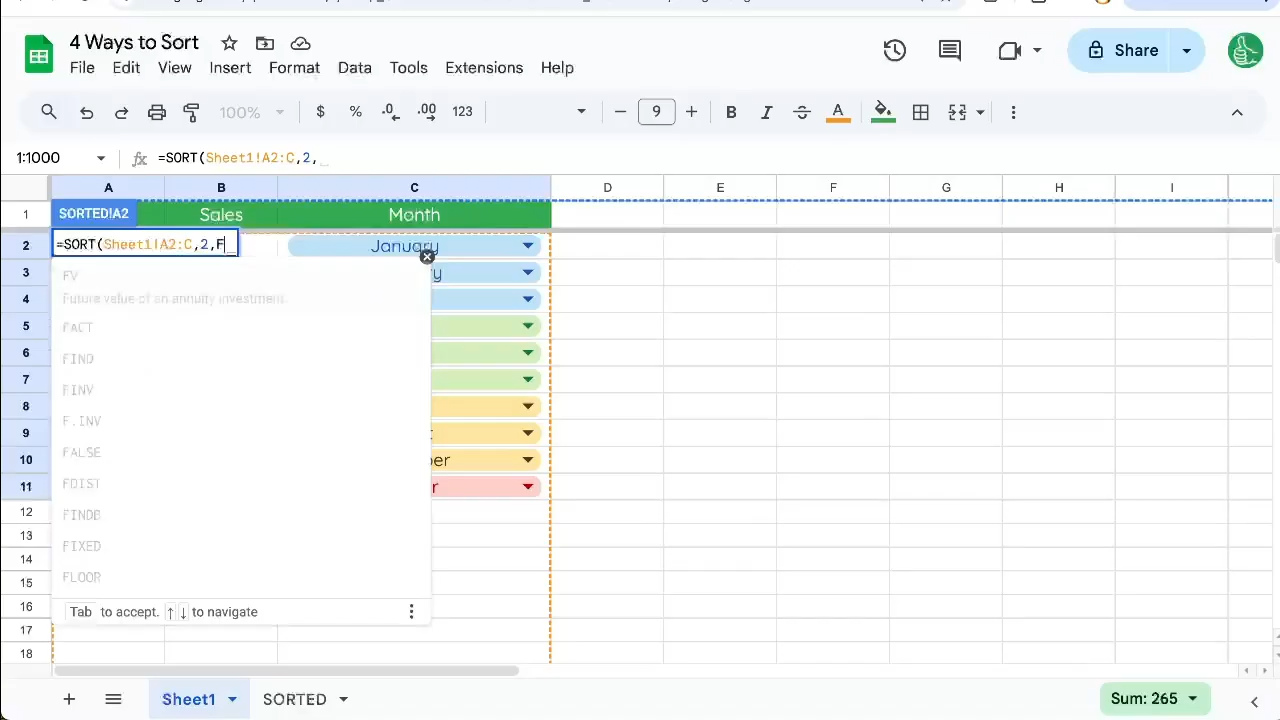 4 Ways to Sort
File Edit View Insert Format Data Tools Extensions Help
Share
100% $ % .0 .00 123 − 9 + B I A
1:1000 fx =SORT(Sheet1!A2:C,2,
A B C D E F G H I
1 SORTED!A2 Sales Month
2 =SORT(Sheet1!A2:C,2,F January
3 y
4
5
6
7
8
9 t
10 ber
11 r
12
13
14
15
16
17
18
FV
Future value of an annuity investment.
FACT
FIND
FINV
F.INV
FALSE
FDIST
FINDB
FIXED
FLOOR
Tab to accept. ↑ ↓ to navigate
+ Sheet1 SORTED Sum: 265